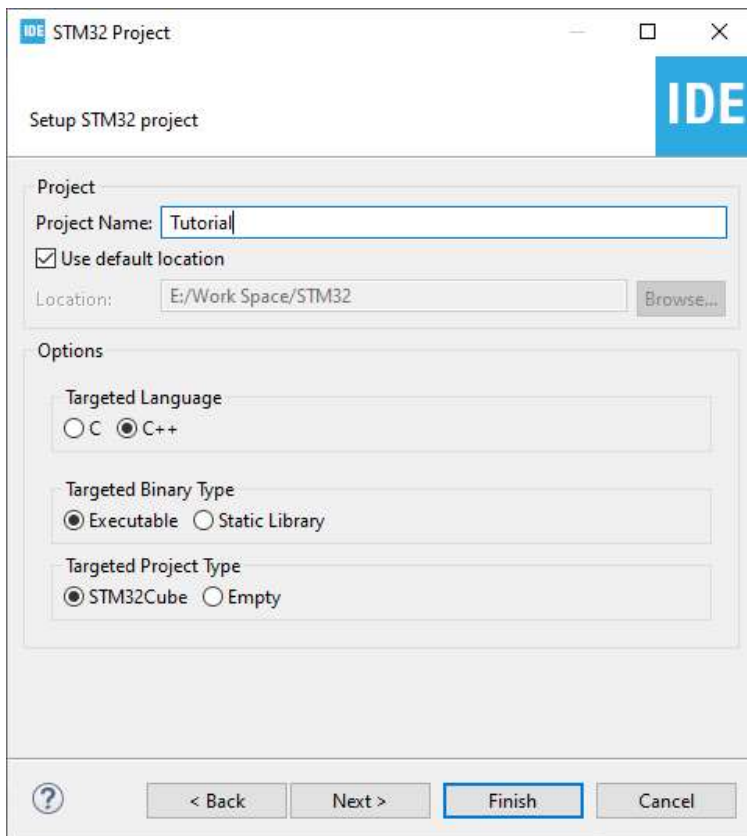 IDE STM32 Project
Setup STM32 project
IDE
Project
Project Name: Tutorial
Use default location
Location: E:/Work Space/STM32 Browse...
Options
Targeted Language
C C++
Targeted Binary Type
Executable Static Library
Targeted Project Type
STM32Cube Empty
? < Back Next > Finish Cancel